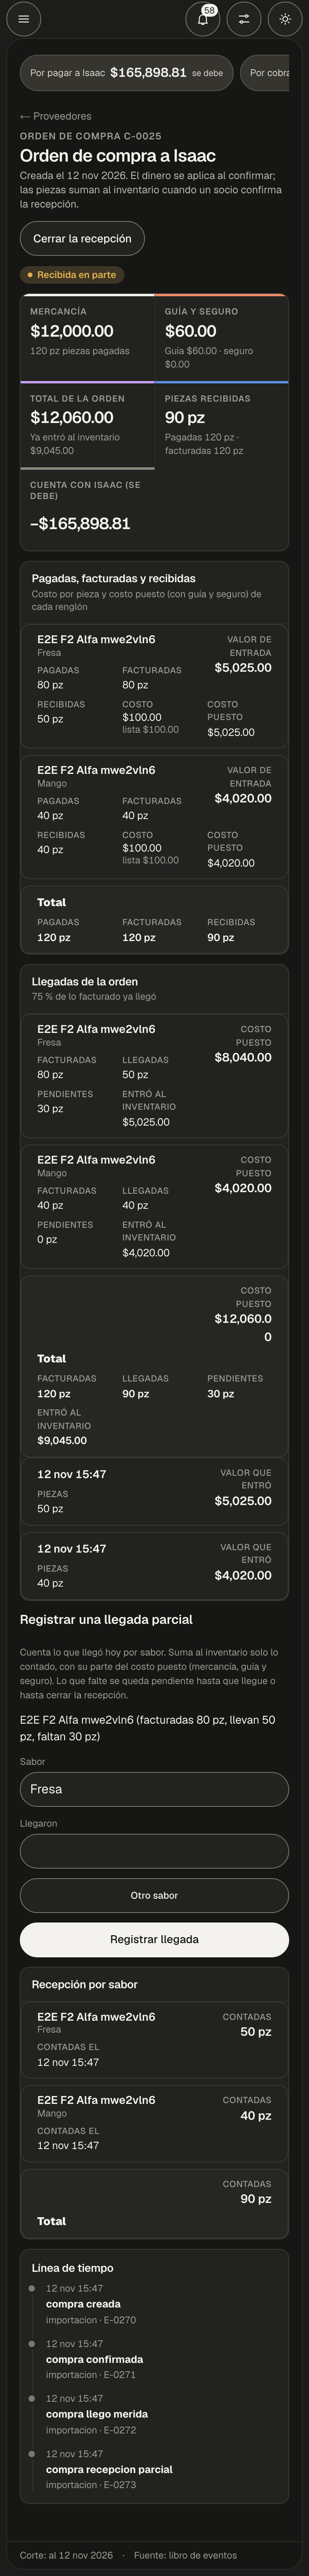 58
Por pagar a Isaac $165,898.81 se debe
Por cobra
← Proveedores
ORDEN DE COMPRA C-0025
Orden de compra a Isaac
Creada el 12 nov 2026. El dinero se aplica al confirmar;
las piezas suman al inventario cuando un socio confirma
la recepción.
Cerrar la recepción
Recibida en parte
MERCANCÍA
$12,000.00
120 pz piezas pagadas
GUÍA Y SEGURO
$60.00
Guía $60.00 · seguro
$0.00
TOTAL DE LA ORDEN
$12,060.00
Ya entró al inventario
$9,045.00
PIEZAS RECIBIDAS
90 pz
Pagadas 120 pz ·
facturadas 120 pz
CUENTA CON ISAAC (SE
DEBE)
−$165,898.81
Pagadas, facturadas y recibidas
Costo por pieza y costo puesto (con guía y seguro) de
cada renglón
E2E F2 Alfa mwe2vln6
Fresa
VALOR DE
ENTRADA
$5,025.00
PAGADAS
80 pz
FACTURADAS
80 pz
RECIBIDAS
50 pz
COSTO
$100.00
lista $100.00
COSTO
PUESTO
$5,025.00
E2E F2 Alfa mwe2vln6
Mango
VALOR DE
ENTRADA
$4,020.00
PAGADAS
40 pz
FACTURADAS
40 pz
RECIBIDAS
40 pz
COSTO
$100.00
lista $100.00
COSTO
PUESTO
$4,020.00
Total
PAGADAS
120 pz
FACTURADAS
120 pz
RECIBIDAS
90 pz
Llegadas de la orden
75 % de lo facturado ya llegó
E2E F2 Alfa mwe2vln6
Fresa
COSTO
PUESTO
$8,040.00
FACTURADAS
80 pz
LLEGADAS
50 pz
PENDIENTES
30 pz
ENTRÓ AL
INVENTARIO
$5,025.00
E2E F2 Alfa mwe2vln6
Mango
COSTO
PUESTO
$4,020.00
FACTURADAS
40 pz
LLEGADAS
40 pz
PENDIENTES
0 pz
ENTRÓ AL
INVENTARIO
$4,020.00
COSTO
PUESTO
$12,060.0
0
Total
FACTURADAS
120 pz
LLEGADAS
90 pz
PENDIENTES
30 pz
ENTRÓ AL
INVENTARIO
$9,045.00
12 nov 15:47
VALOR QUE
ENTRÓ
$5,025.00
PIEZAS
50 pz
12 nov 15:47
VALOR QUE
ENTRÓ
$4,020.00
PIEZAS
40 pz
Registrar una llegada parcial
Cuenta lo que llegó hoy por sabor. Suma al inventario solo lo
contado, con su parte del costo puesto (mercancía, guía y
seguro). Lo que falte se queda pendiente hasta que llegue o
hasta cerrar la recepción.
E2E F2 Alfa mwe2vln6 (facturadas 80 pz, llevan 50
pz, faltan 30 pz)
Sabor
Fresa
Llegaron
Otro sabor
Registrar llegada
Recepción por sabor
E2E F2 Alfa mwe2vln6
Fresa
CONTADAS
50 pz
CONTADAS EL
12 nov 15:47
E2E F2 Alfa mwe2vln6
Mango
CONTADAS
40 pz
CONTADAS EL
12 nov 15:47
CONTADAS
90 pz
Total
Línea de tiempo
12 nov 15:47
compra creada
importacion · E-0270
12 nov 15:47
compra confirmada
importacion · E-0271
12 nov 15:47
compra llego merida
importacion · E-0272
12 nov 15:47
compra recepcion parcial
importacion · E-0273
Corte: al 12 nov 2026 · Fuente: libro de eventos